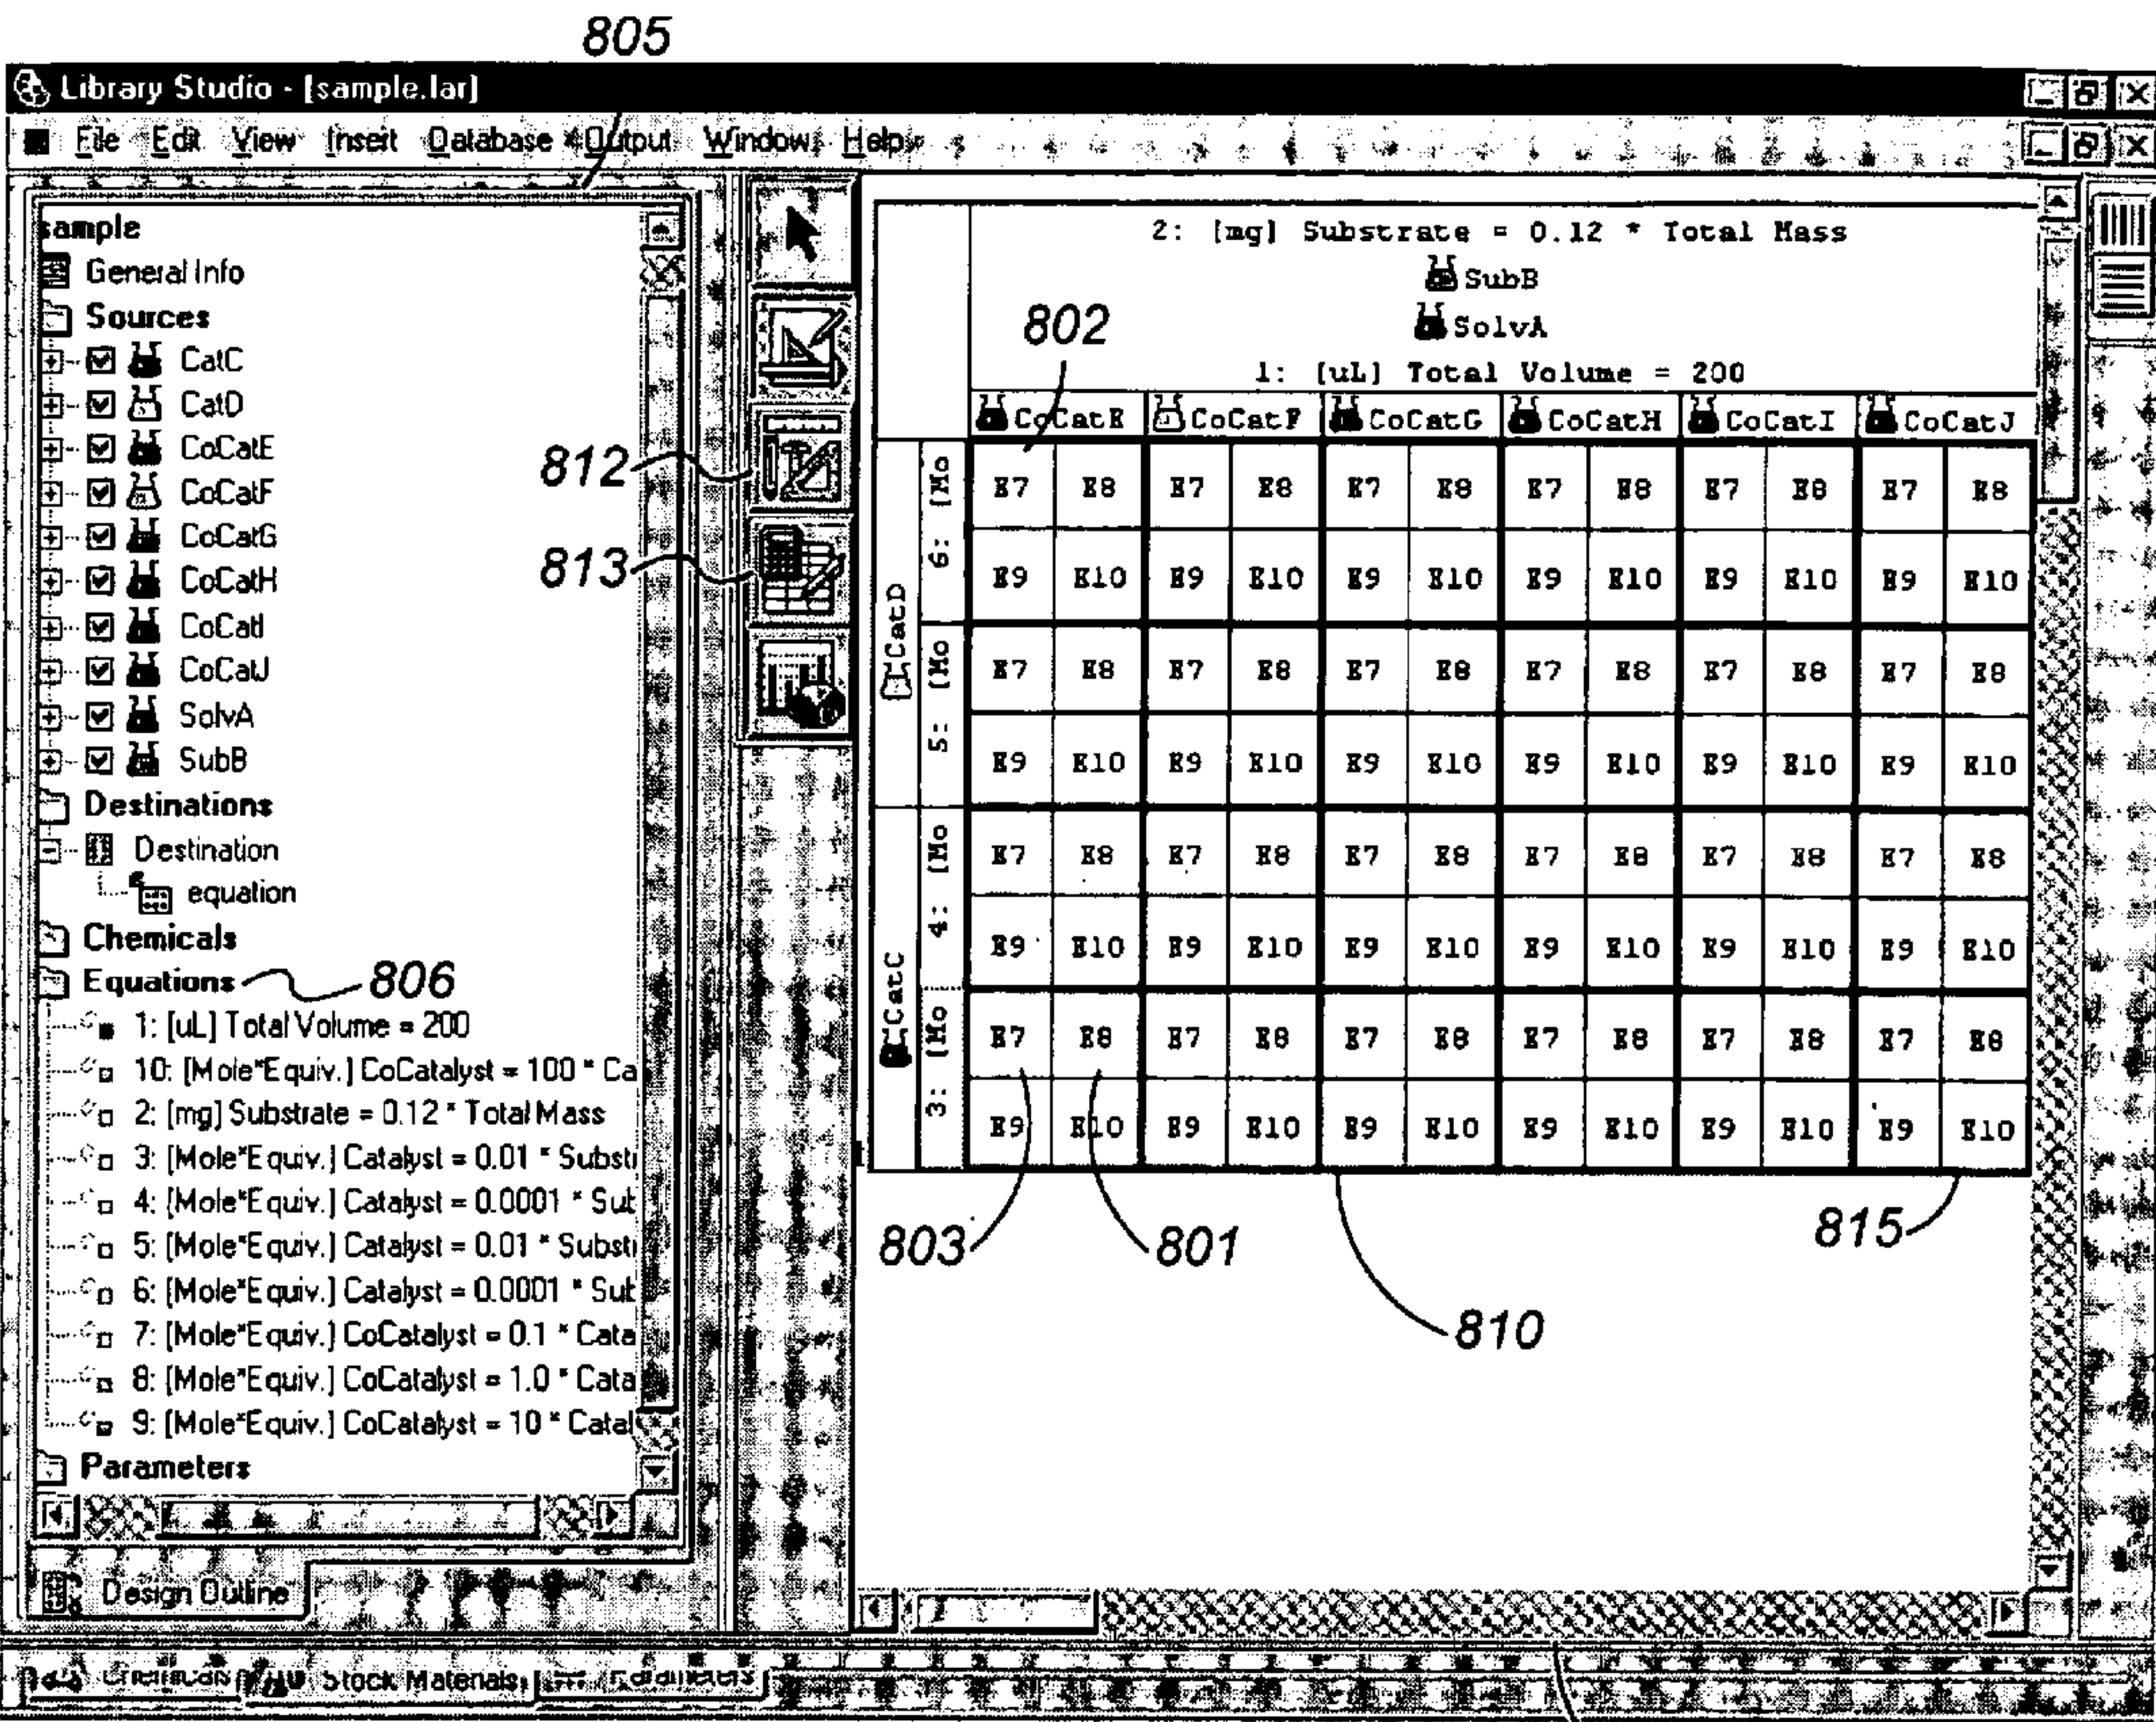 805
Library Studio - [sample.lar]
File Edit View Insert Database Output Window Help
sample
General Info
Sources
CatC
CatD
CoCatE
CoCatF
CoCatG
CoCatH
CoCatI
CoCatJ
SolvA
SubB
Destinations
Destination
equation
Chemicals
Equations 806
1: [uL] Total Volume = 200
10: [Mole*Equiv.] CoCatalyst = 100 * Ca
2: [mg] Substrate = 0.12 * Total Mass
3: [Mole*Equiv.] Catalyst = 0.01 * Substr
4: [Mole*Equiv.] Catalyst = 0.0001 * Sut
5: [Mole*Equiv.] Catalyst = 0.01 * Substr
6: [Mole*Equiv.] Catalyst = 0.0001 * Sut
7: [Mole*Equiv.] CoCatalyst = 0.1 * Cata
8: [Mole*Equiv.] CoCatalyst = 1.0 * Cata
9: [Mole*Equiv.] CoCatalyst = 10 * Catal
Parameters
Design Outline
812
813
2: [mg] Substrate = 0.12 * Total Mass
SubB
SolvA
802
1: [uL] Total Volume = 200
CoCatE CoCatF CoCatG CoCatH CoCatI CoCatJ
CatD
6: [Mo
E7 E8 E7 E8 E7 E8 E7 E8 E7 E8 E7 E8
E9 E10 E9 E10 E9 E10 E9 E10 E9 E10 E9 E10
5: [Mo
E7 E8 E7 E8 E7 E8 E7 E8 E7 E8 E7 E8
E9 E10 E9 E10 E9 E10 E9 E10 E9 E10 E9 E10
CatC
4: [Mo
E7 E8 E7 E8 E7 E8 E7 E8 E7 E8 E7 E8
E9 E10 E9 E10 E9 E10 E9 E10 E9 E10 E9 E10
3: [Mo
E7 E8 E7 E8 E7 E8 E7 E8 E7 E8 E7 E8
E9 E10 E9 E10 E9 E10 E9 E10 E9 E10 E9 E10
803 801 815
810
Chemicals Stock Materials Parameters